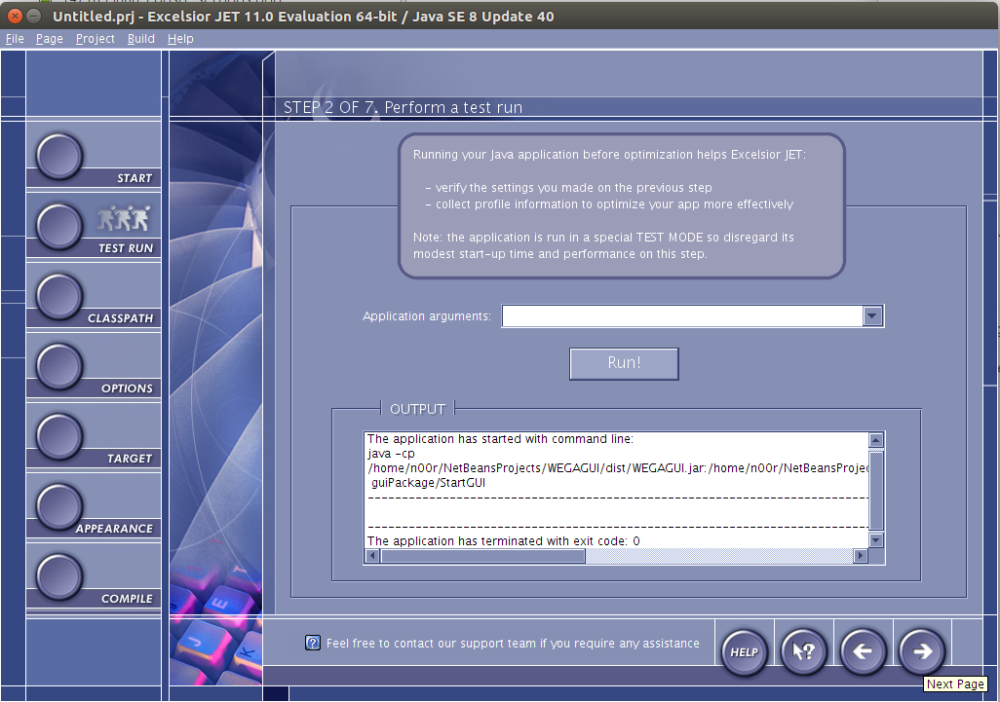 Untitled.prj - Excelsior JET 11.0 Evaluation 64-bit / Java SE 8 Update 40
File Page Project Build Help
STEP 2 OF 7. Perform a test run
START
TEST RUN
CLASSPATH
OPTIONS
TARGET
APPEARANCE
COMPILE
Running your Java application before optimization helps Excelsior JET:
- verify the settings you made on the previous step
- collect profile information to optimize your app more effectively
Note: the application is run in a special TEST MODE so disregard its
modest start-up time and performance on this step.
Application arguments:
Run!
OUTPUT
The application has started with command line:
java -cp
/home/n00r/NetBeansProjects/WEGAGUI/dist/WEGAGUI.jar:/home/n00r/NetBeansProjec
guiPackage/StartGUI
The application has terminated with exit code: 0
? Feel free to contact our support team if you require any assistance
HELP
?
Next Page